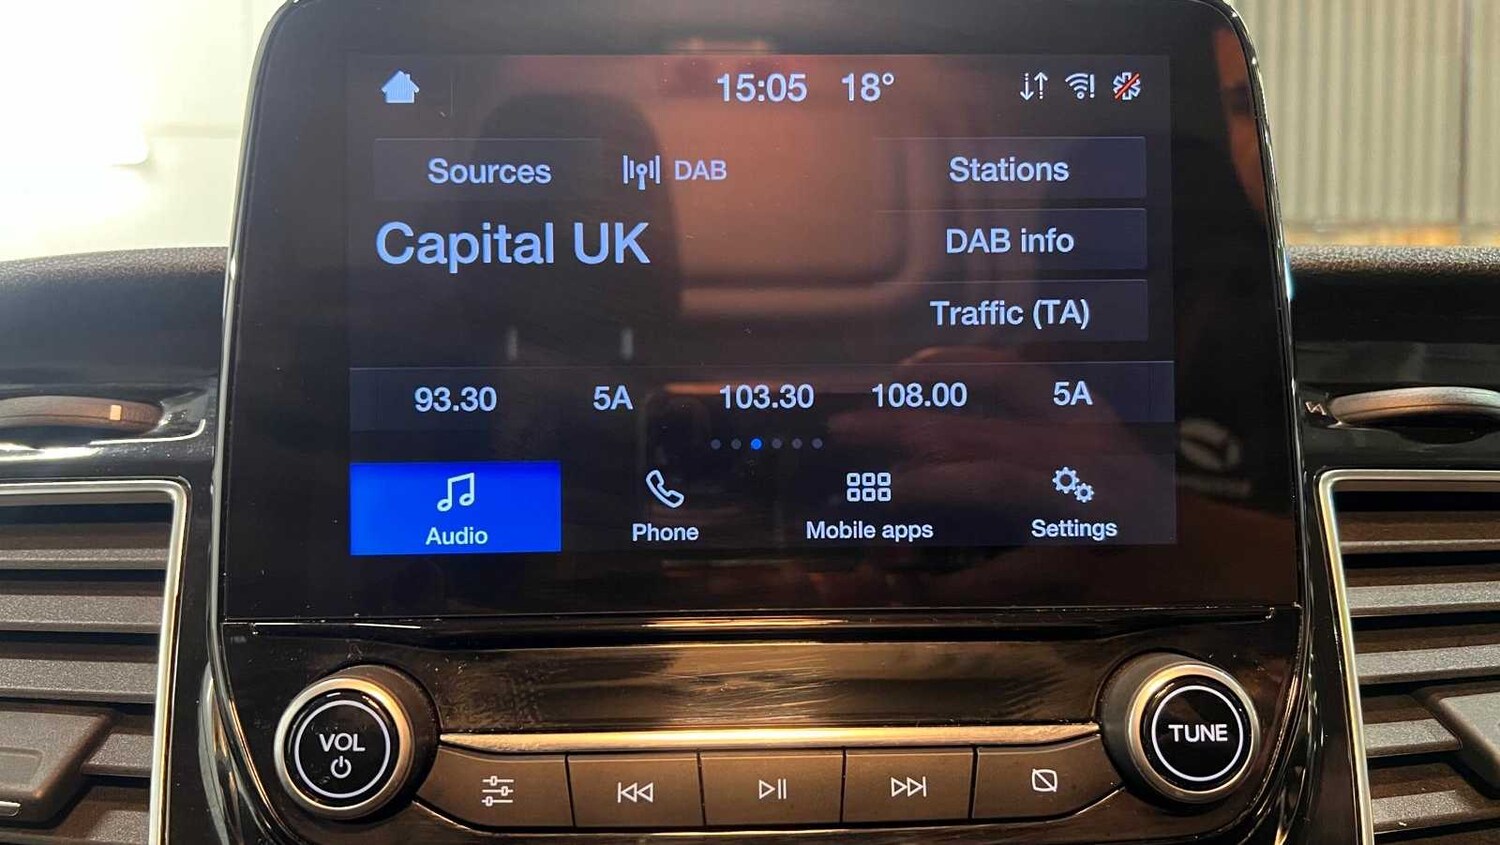 15:05 18°
Sources DAB Stations
Capital UK DAB info
Traffic (TA)
93.30 5A 103.30 108.00 5A
Audio Phone Mobile apps Settings
VOL TUNE